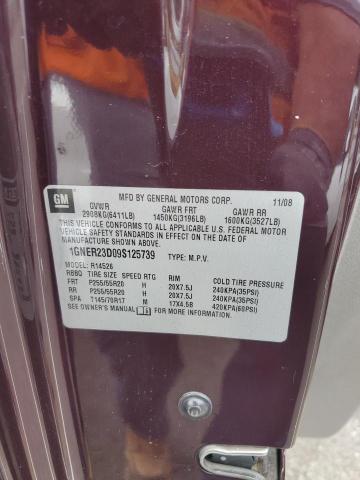 GM
MFD BY GENERAL MOTORS CORP. 11/08
GVWR GAWR FRT GAWR RR
2908KG(6411LB) 1450KG(3196LB) 1600KG(3527LB)
THIS VEHICLE CONFORMS TO ALL APPLICABLE U.S. FEDERAL MOTOR
VEHICLE SAFETY STANDARDS IN EFFECT ON THE DATE OF
MANUFACTURE SHOWN ABOVE.
1GNER23D09S125739 TYPE: M.P.V.
MODEL: R14526
RBBQ TIRE SIZE SPEED RTG RIM COLD TIRE PRESSURE
FRT P255/55R20 H 20X7.5J 240KPA(35PSI)
RR P255/55R20 H 20X7.5J 240KPA(35PSI)
SPA T145/70R17 M 17X4.5B 420KPA(60PSI)
SEE OWNER'S MANUAL FOR MORE INFORMATION.